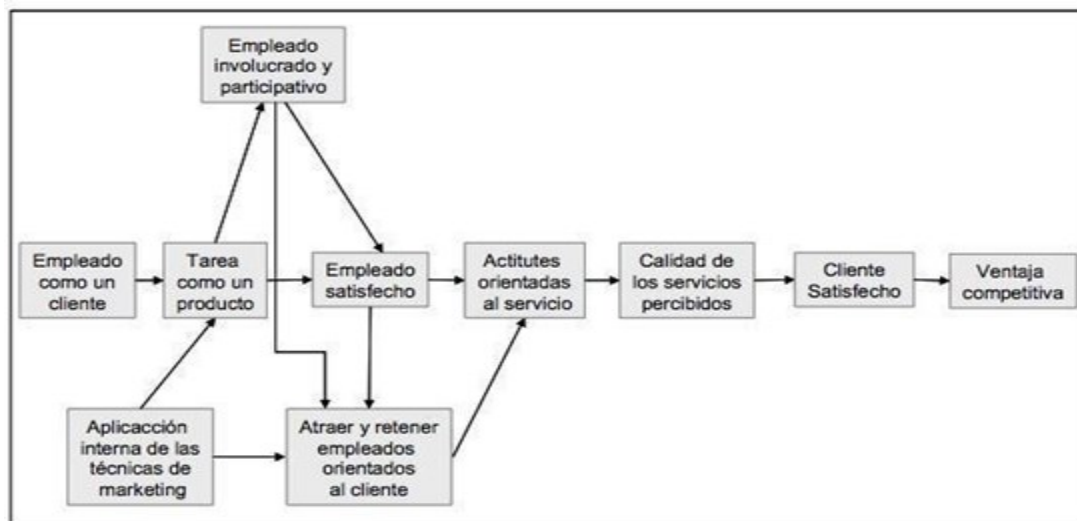 Empleado
involucrado y
participativo
Empleado
como un
cliente
Tarea
como un
producto
Empleado
satisfecho
Actitutes
orientadas
al servicio
Calidad de
los servicios
percibidos
Cliente
Satisfecho
Ventaja
competitiva
Aplicacción
interna de las
técnicas de
marketing
Atraer y retener
empleados
orientados
al cliente